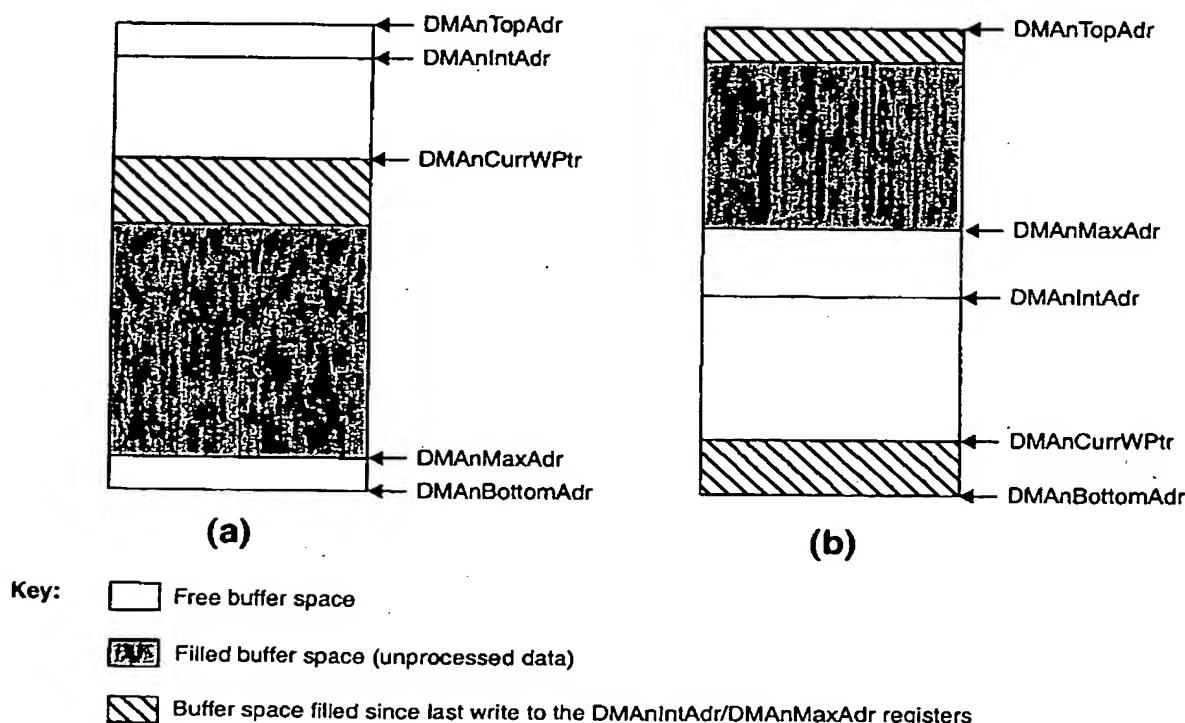 DMAnTopAdr
DMAnIntAdr
DMAnCurrWPtr
DMAnMaxAdr
DMAnBottomAdr
(a)
DMAnTopAdr
DMAnMaxAdr
DMAnIntAdr
DMAnCurrWPtr
DMAnBottomAdr
(b)
Key:
Free buffer space
Filled buffer space (unprocessed data)
Buffer space filled since last write to the DMAnIntAdr/DMAnMaxAdr registers